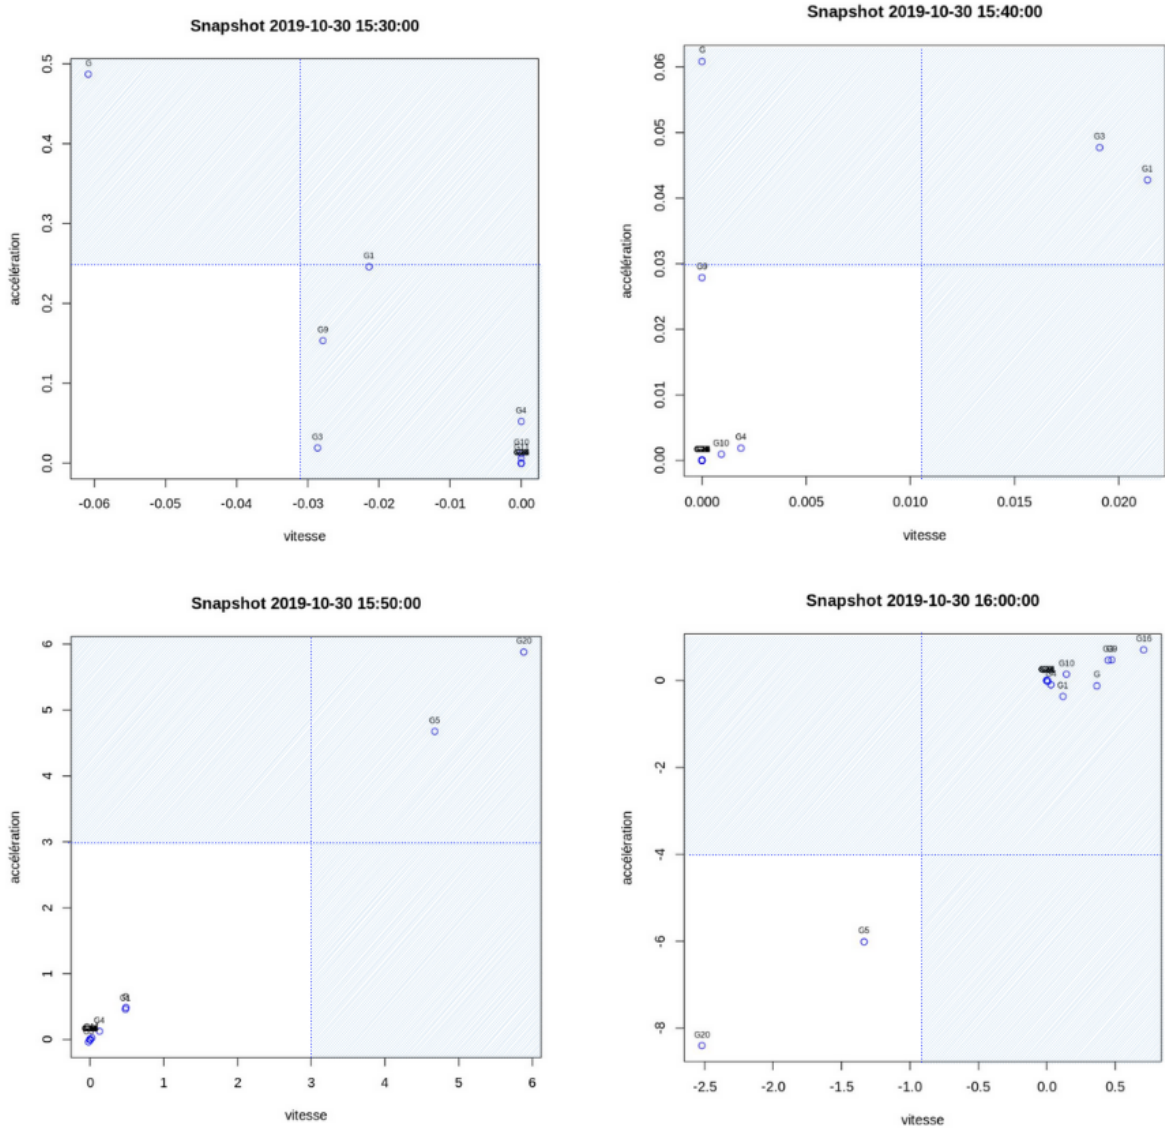 Snapshot 2019-10-30 15:30:00
accélération
0.5
0.4
0.3
0.2
0.1
0.0
G
G1
G9
G3
G4
G10
-0.06
-0.05
-0.04
-0.03
-0.02
-0.01
0.00
vitesse
Snapshot 2019-10-30 15:40:00
accélération
0.06
0.05
0.04
0.03
0.02
0.01
0.00
G
G3
G1
G9
G10
G4
0.000
0.005
0.010
0.015
0.020
vitesse
Snapshot 2019-10-30 15:50:00
accélération
6
5
4
3
2
1
0
G20
G5
G4
0
1
2
3
4
5
6
vitesse
Snapshot 2019-10-30 16:00:00
accélération
0
-2
-4
-6
-8
G16
G10
G
G1
G5
G20
-2.5
-2.0
-1.5
-1.0
-0.5
0.0
0.5
vitesse